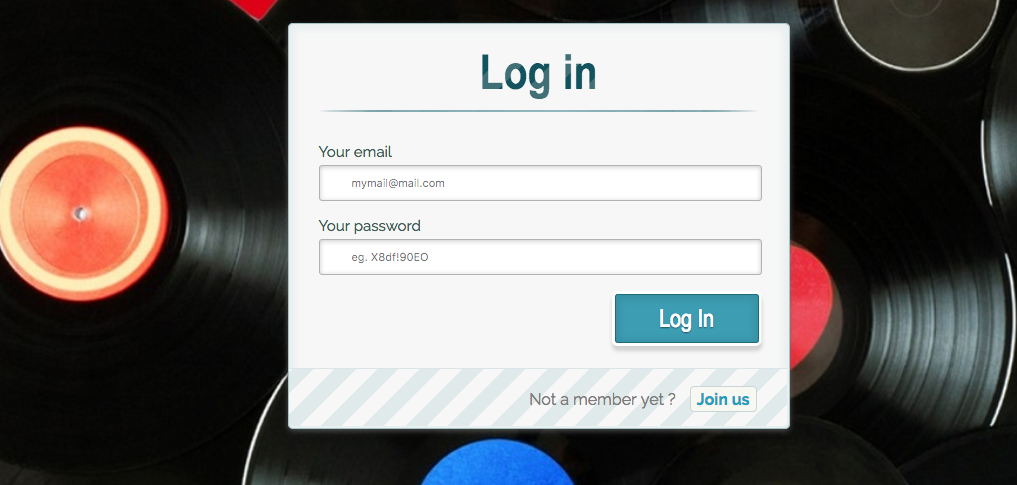 Log in
Your email
mymail@mail.com
Your password
eg. X8df!90EO
Log In
Not a member yet ? Join us